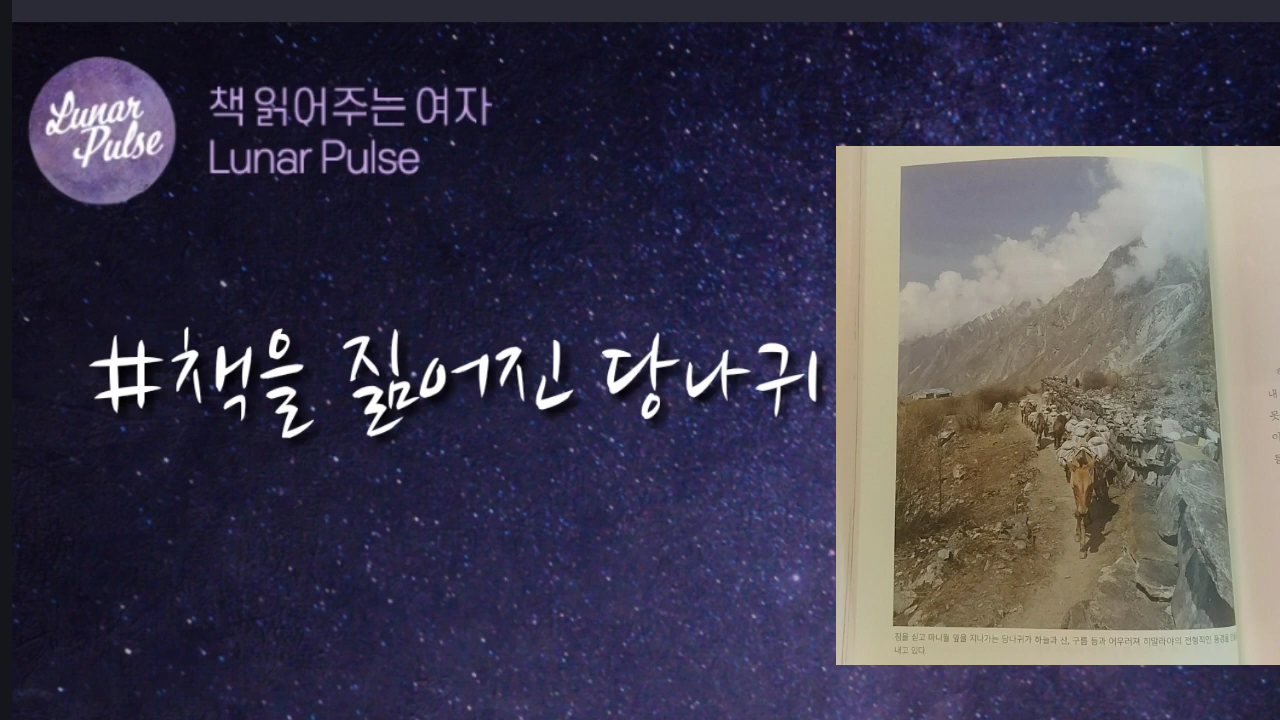 Lunar
Pulse
책 읽어주는 여자
Lunar Pulse
#책을 짊어진 당나귀
짐을 싣고 마니월 옆을 지나가는 당나귀가 하늘과 산, 구름 등과 어우러져 히말라야의 전형적인 풍경을
내고 있다.
내